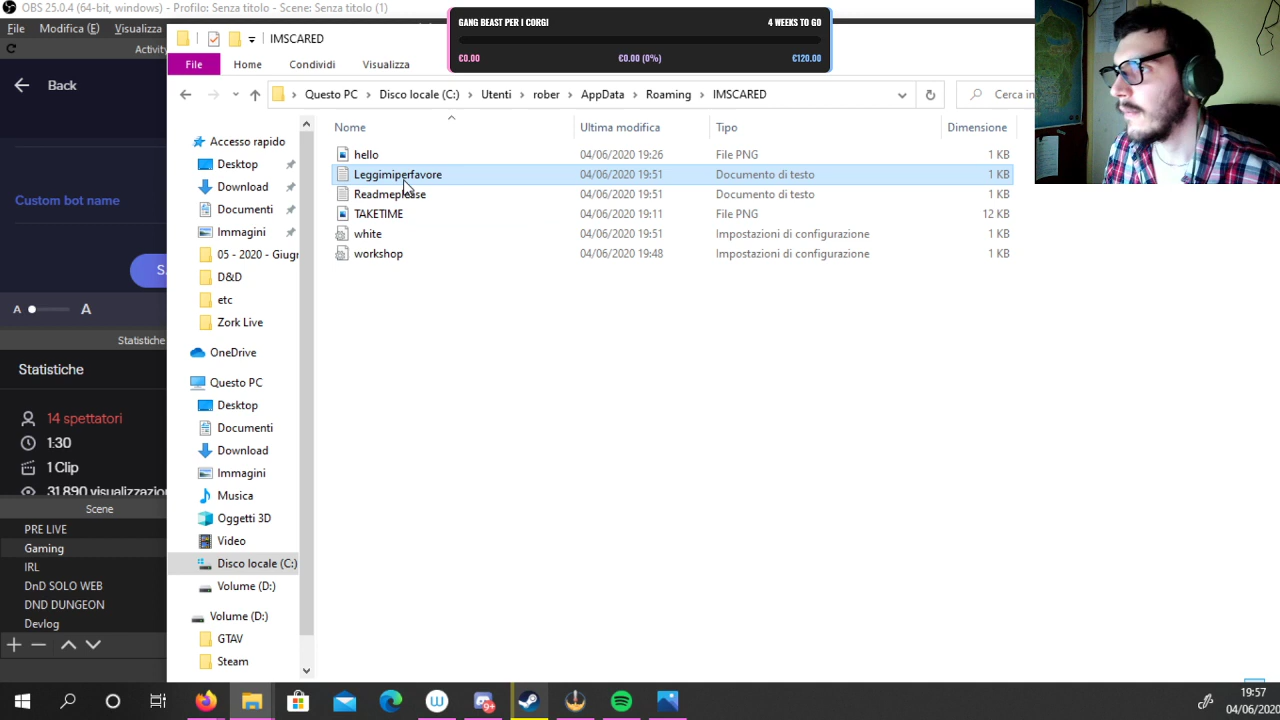 OBS 25.0.4 (64-bit, windows) - Profilo: Senza titolo - Scene: Senza titolo (1)
File Modifica (E) Visualizza
Activity
Back
Custom bot name
A A
Statistiche
Statistiche
14 spettatori
1:30
1 Clip
31.890 visualizzazio
Scene
PRE LIVE
Gaming
IRL
DnD SOLO WEB
DND DUNGEON
Devlog
IMSCARED
File Home Condividi Visualizza
GANG BEAST PER I CORGI 4 WEEKS TO GO
€0.00 €0.00 (0%) €120.00
Questo PC › Disco locale (C:) › Utenti › rober › AppData › Roaming › IMSCARED
Cerca in
Accesso rapido
Desktop
Download
Documenti
Immagini
05 - 2020 - Giugn
D&D
etc
Zork Live
OneDrive
Questo PC
Desktop
Documenti
Download
Immagini
Musica
Oggetti 3D
Video
Disco locale (C:)
Volume (D:)
Volume (D:)
GTAV
Steam
Nome Ultima modifica Tipo Dimensione
hello 04/06/2020 19:26 File PNG 1 KB
Leggimiperfavore 04/06/2020 19:51 Documento di testo 1 KB
Readmeplease 04/06/2020 19:51 Documento di testo 1 KB
TAKETIME 04/06/2020 19:11 File PNG 12 KB
white 04/06/2020 19:51 Impostazioni di configurazione 1 KB
workshop 04/06/2020 19:48 Impostazioni di configurazione 1 KB
19:57
04/06/2020